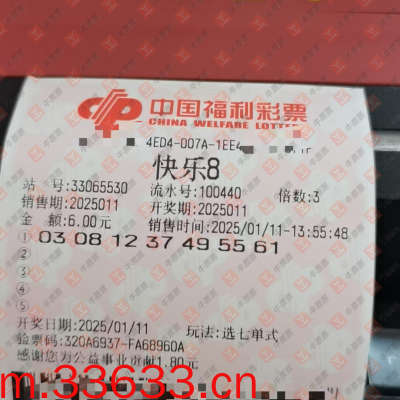 中国福利彩票
CHINA WELFARE LOTTERY
4ED4-007A-1EE4
快乐8
站 号:33065530 流水号:100440 倍数:3
销售期:2025011 开奖期:2025011
金 额:6.00元 销售时间:2025/01/11-13:55:48
① 03 08 12 37 49 55 61
②
③
④
⑤
开奖日期:2025/01/11 玩法:选七单式
验票码:320A6937-FA68960A
感谢您为公益事业贡献1.80元
m.33633.cn